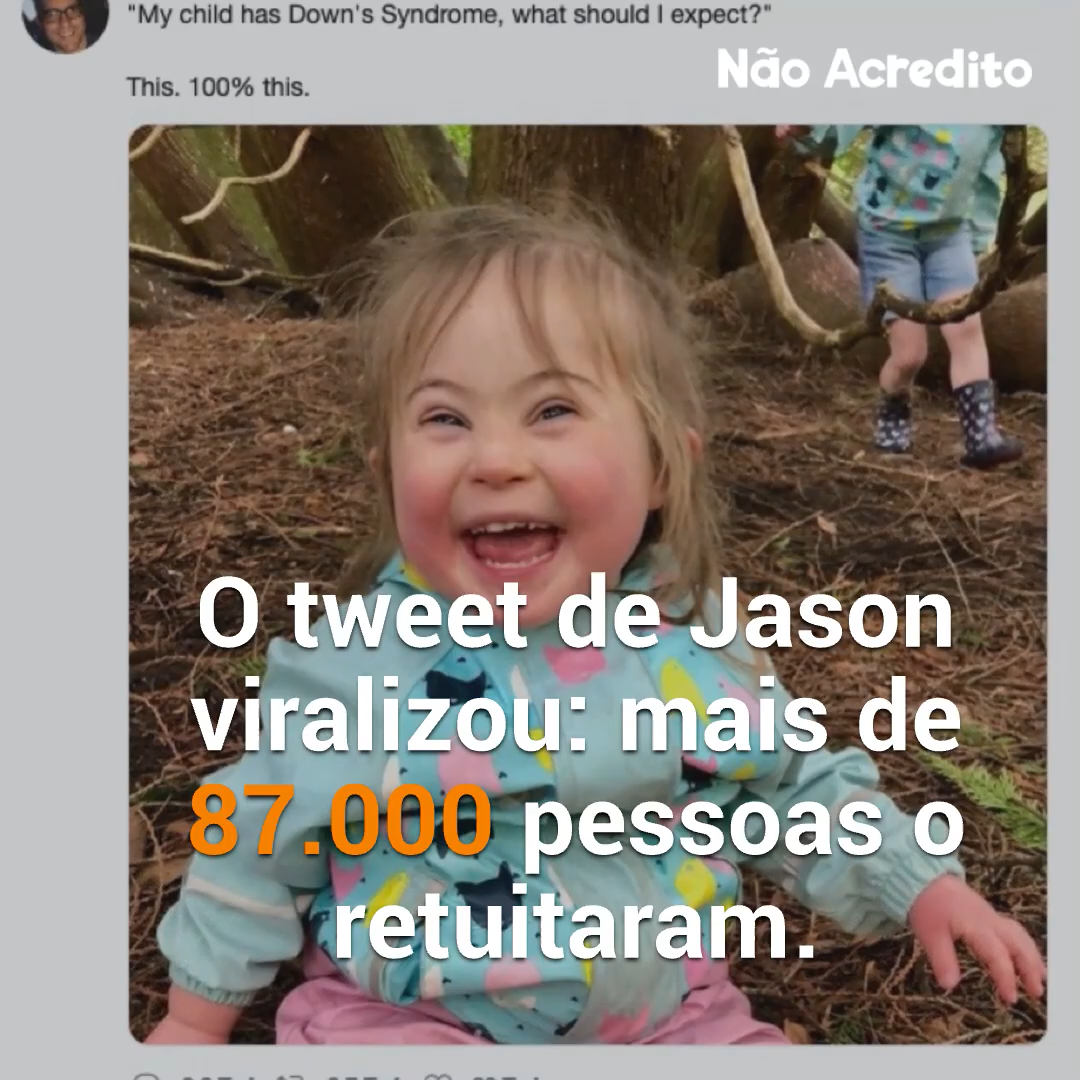 "My child has Down's Syndrome, what should I expect?"
Não Acredito
This. 100% this.
O tweet de Jason
viralizou: mais de
87.000 pessoas o
retuitaram.